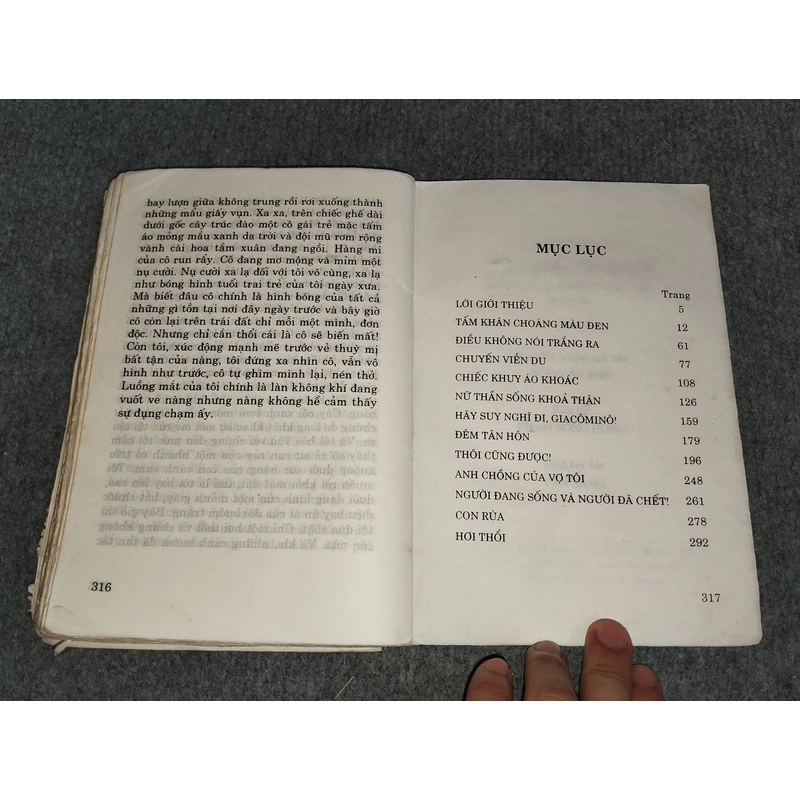 bay lượn giữa không trung rồi rơi xuống thành
những mẩu giấy vụn. Xa xa, trên chiếc ghế dài
dưới gốc cây trúc đào một cô gái trẻ mặc tấm
áo mỏng mầu xanh da trời và đội mũ rơm rộng
vành cài hoa tầm xuân đang ngồi. Hàng mi
của cô run rẩy. Cô đang mơ mộng và mỉm một
nụ cười. Nụ cười xa lạ đối với tôi vô cùng, xa lạ
như bóng hình tuổi trai trẻ của tôi ngày xưa.
Mà biết đâu cô chính là hình bóng của tất cả
những gì tồn tại nơi đây ngày trước và bây giờ
cô còn lại trên trái đất chỉ mỗi một mình, đơn
độc. Nhưng chỉ cần thổi cái là cô sẽ biến mất!
Còn tôi, xúc động mạnh mẽ trước vẻ thuỳ mị
bất tận của nàng, tôi đứng xa nhìn cô, vẫn vô
hình như trước, cô tự ghìm mình lại, nén thở.
Luồng mát của tôi chính là làn không khí đang
vuốt ve nàng nhưng nàng không hề cảm thấy
sự đụng chạm ấy.
316
MỤC LỤC
Trang
LỜI GIỚI THIỆU 5
TẤM KHĂN CHOÀNG MÀU ĐEN 12
ĐIỀU KHÔNG NÓI TRẮNG RA 61
CHUYẾN VIỄN DU 77
CHIẾC KHUY ÁO KHOÁC 108
NỮ THẦN SỐNG KHOẢ THÂN 126
HÃY SUY NGHĨ ĐI, GIACÔMINÔ! 159
ĐÊM TÂN HÔN 179
THÔI CŨNG ĐƯỢC! 196
ANH CHỒNG CỦA VỢ TÔI 248
NGƯỜI ĐANG SỐNG VÀ NGƯỜI ĐÃ CHẾT! 261
CON RÙA 278
HƠI THỔI 292
317